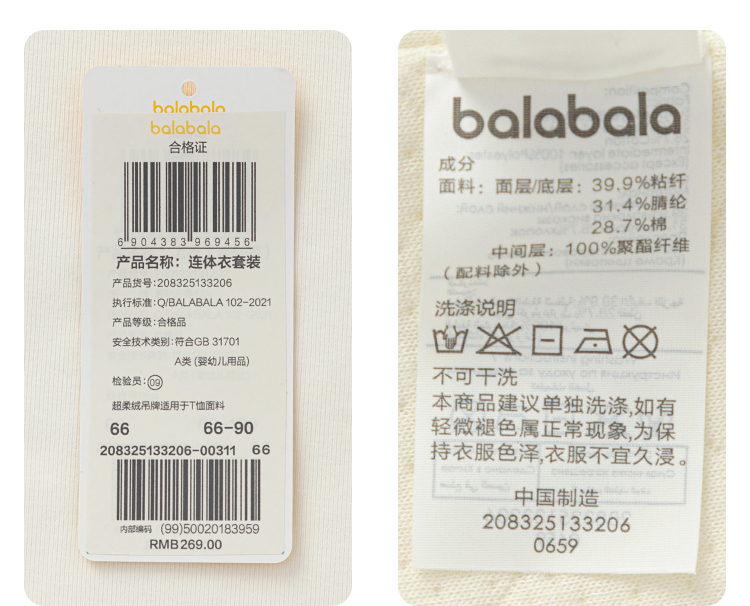 balabala
balabala
合格证
6 904383 969456
产品名称：连体衣套装
产品货号:208325133206
执行标准:Q/BALABALA 102-2021
产品等级:合格品
安全技术类别:符合GB 31701
A类 (婴幼儿用品)
检验员:09
超柔绒吊牌适用于T恤面料
66 66-90
208325133206-00311 66
内部编码 (99)50020183959
RMB269.00
balabala
成分
面料：面层/底层：39.9%粘纤
31.4%腈纶
28.7%棉
中间层：100%聚酯纤维
（配料除外）
洗涤说明
不可干洗
本商品建议单独洗涤,如有
轻微褪色属正常现象,为保
持衣服色泽,衣服不宜久浸。
中国制造
208325133206
0659